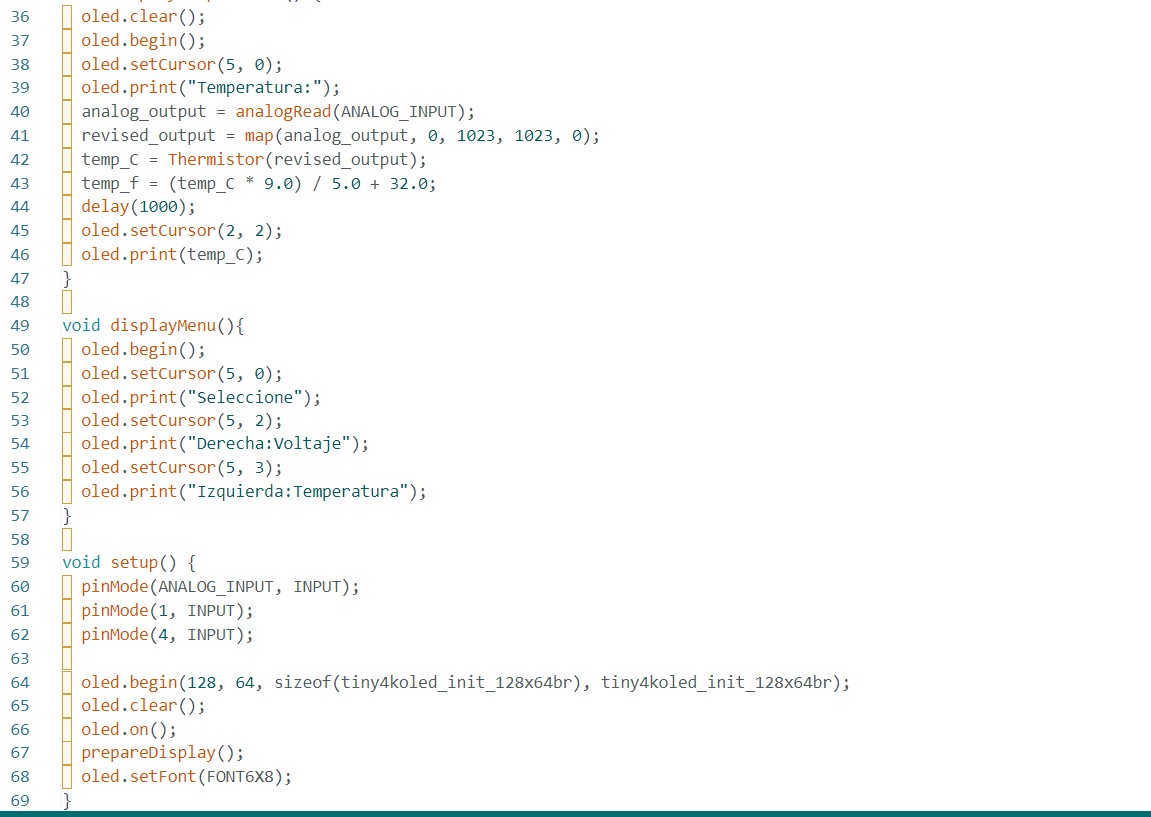 36 oled.clear();
37 oled.begin();
38 oled.setCursor(5, 0);
39 oled.print("Temperatura:");
40 analog_output = analogRead(ANALOG_INPUT);
41 revised_output = map(analog_output, 0, 1023, 1023, 0);
42 temp_C = Thermistor(revised_output);
43 temp_f = (temp_C * 9.0) / 5.0 + 32.0;
44 delay(1000);
45 oled.setCursor(2, 2);
46 oled.print(temp_C);
47 }
48
49 void displayMenu(){
50 oled.begin();
51 oled.setCursor(5, 0);
52 oled.print("Seleccione");
53 oled.setCursor(5, 2);
54 oled.print("Derecha:Voltaje");
55 oled.setCursor(5, 3);
56 oled.print("Izquierda:Temperatura");
57 }
58
59 void setup() {
60 pinMode(ANALOG_INPUT, INPUT);
61 pinMode(1, INPUT);
62 pinMode(4, INPUT);
63
64 oled.begin(128, 64, sizeof(tiny4koled_init_128x64br), tiny4koled_init_128x64br);
65 oled.clear();
66 oled.on();
67 prepareDisplay();
68 oled.setFont(FONT6X8);
69 }